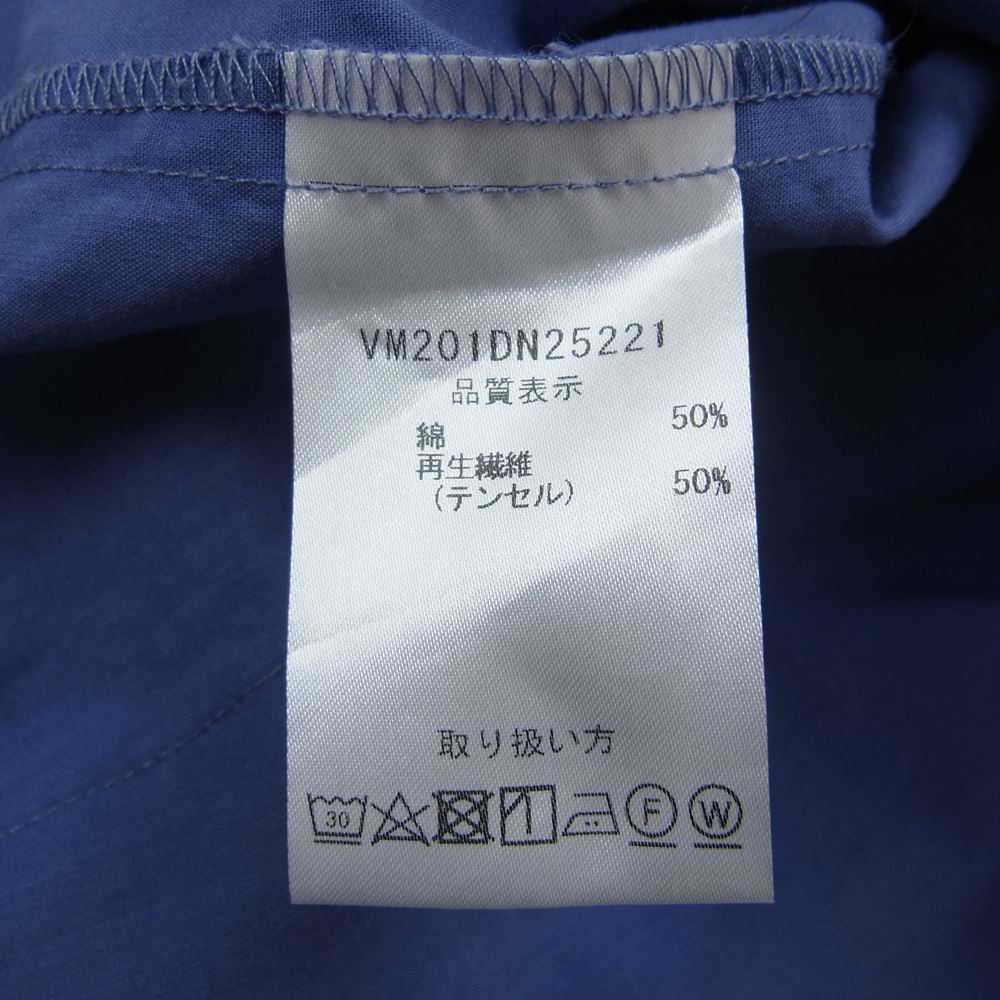 VM201DN25221
品質表示
綿 50%
再生繊維
(テンセル) 50%
取り扱い方
30 F W